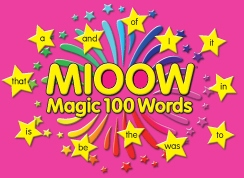 of
a
and
I
it
that
MIOOW
Magic 100 Words
in
is
be
the
was
to